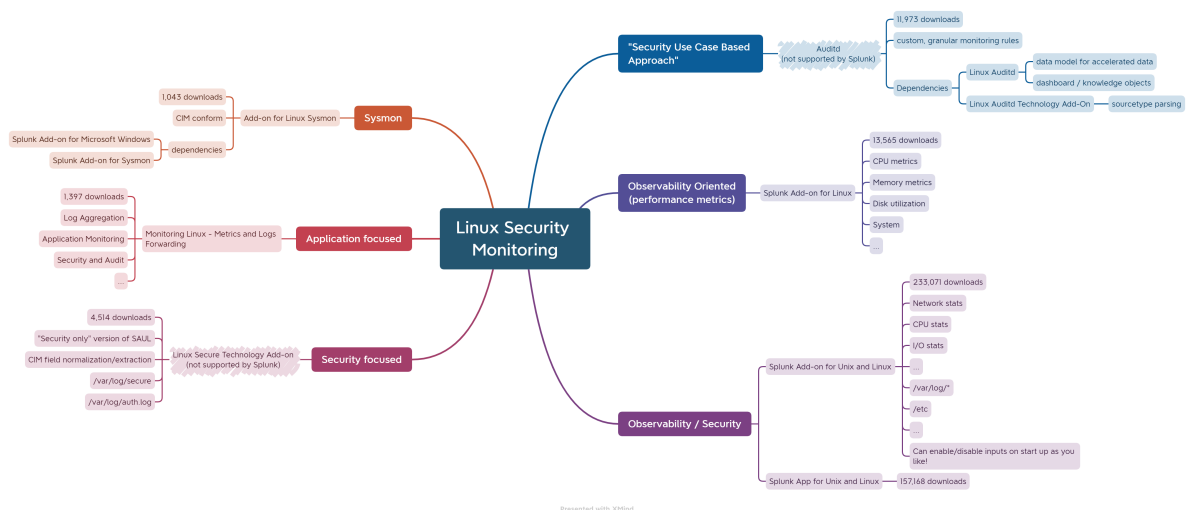 Linux Security
Monitoring
"Security Use Case Based
Approach"
Auditd
(not supported by Splunk)
11,973 downloads
custom, granular monitoring rules
Dependencies
Linux Auditd
data model for accelerated data
dashboard / knowledge objects
Linux Auditd Technology Add-On
sourcetype parsing
Observability Oriented
(performance metrics)
Splunk Add-on for Linux
13,565 downloads
CPU metrics
Memory metrics
Disk utilization
System
...
Observability / Security
Splunk Add-on for Unix and Linux
233,071 downloads
Network stats
CPU stats
I/O stats
...
/var/log/*
/etc
...
Can enable/disable inputs on start up as you
like!
Splunk App for Unix and Linux
157,168 downloads
Sysmon
Add-on for Linux Sysmon
1,043 downloads
CIM conform
dependencies
Splunk Add-on for Microsoft Windows
Splunk Add-on for Sysmon
Application focused
Monitoring Linux - Metrics and Logs
Forwarding
1,397 downloads
Log Aggregation
Application Monitoring
Security and Audit
...
Security focused
Linux Secure Technology Add-on
(not supported by Splunk)
4,514 downloads
"Security only" version of SAUL
CIM field normalization/extraction
/var/log/secure
/var/log/auth.log
Presented with XMind